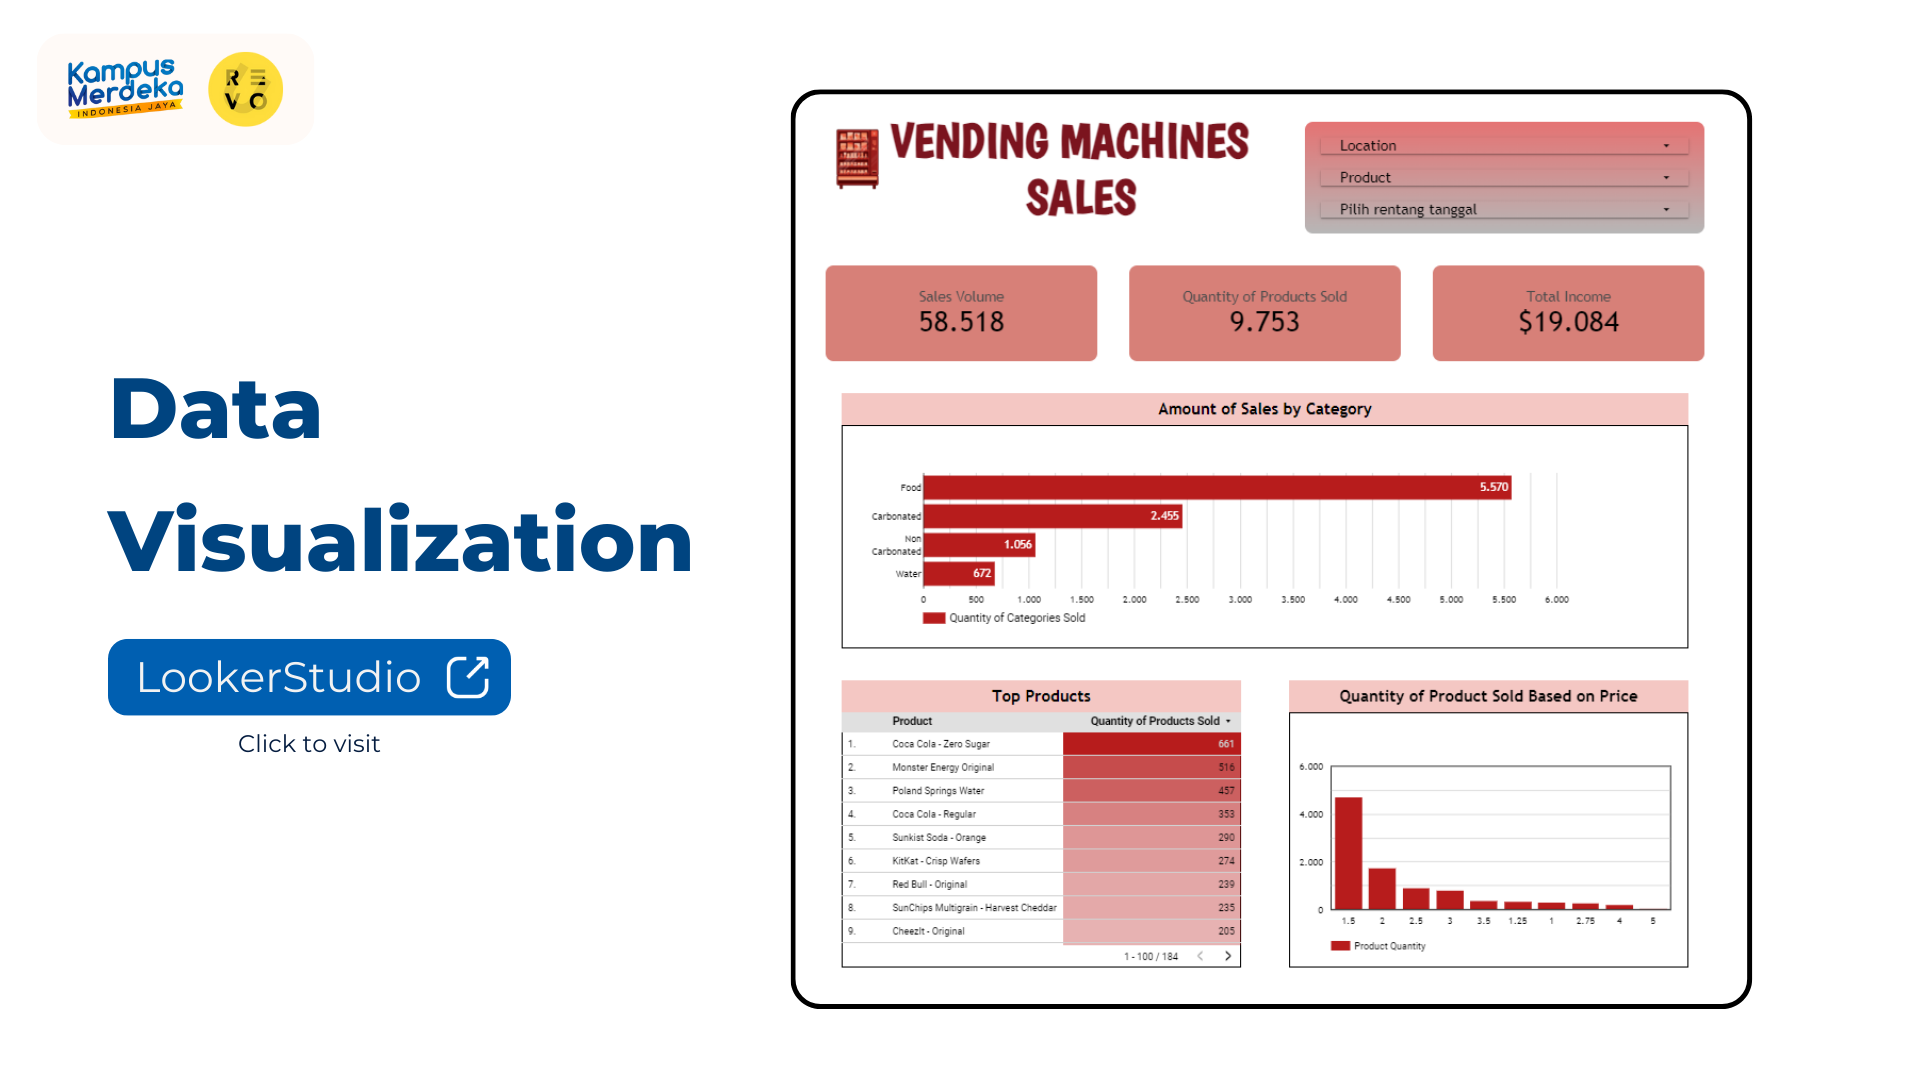 Kampus
Merdeka
INDONESIA JAYA
RE
VO
Data
Visualization
LookerStudio
Click to visit
VENDING MACHINES
SALES
Location
Product
Pilih rentang tanggal
Sales Volume
58.518
Quantity of Products Sold
9.753
Total Income
$19.084
Amount of Sales by Category
Food 5.570
Carbonated 2.455
Non
Carbonated 1.056
Water 672
0 500 1.000 1.500 2.000 2.500 3.000 3.500 4.000 4.500 5.000 5.500 6.000
Quantity of Categories Sold
Top Products
Product Quantity of Products Sold
1. Coca Cola - Zero Sugar 661
2. Monster Energy Original 516
3. Poland Springs Water 457
4. Coca Cola - Regular 353
5. Sunkist Soda - Orange 290
6. KitKat - Crisp Wafers 274
7. Red Bull - Original 239
8. SunChips Multigrain - Harvest Cheddar 235
9. CheezIt - Original 205
1 - 100 / 184
Quantity of Product Sold Based on Price
6.000
4.000
2.000
0
1.5 2 2.5 3 3.5 1.25 1 2.75 4 5
Product Quantity